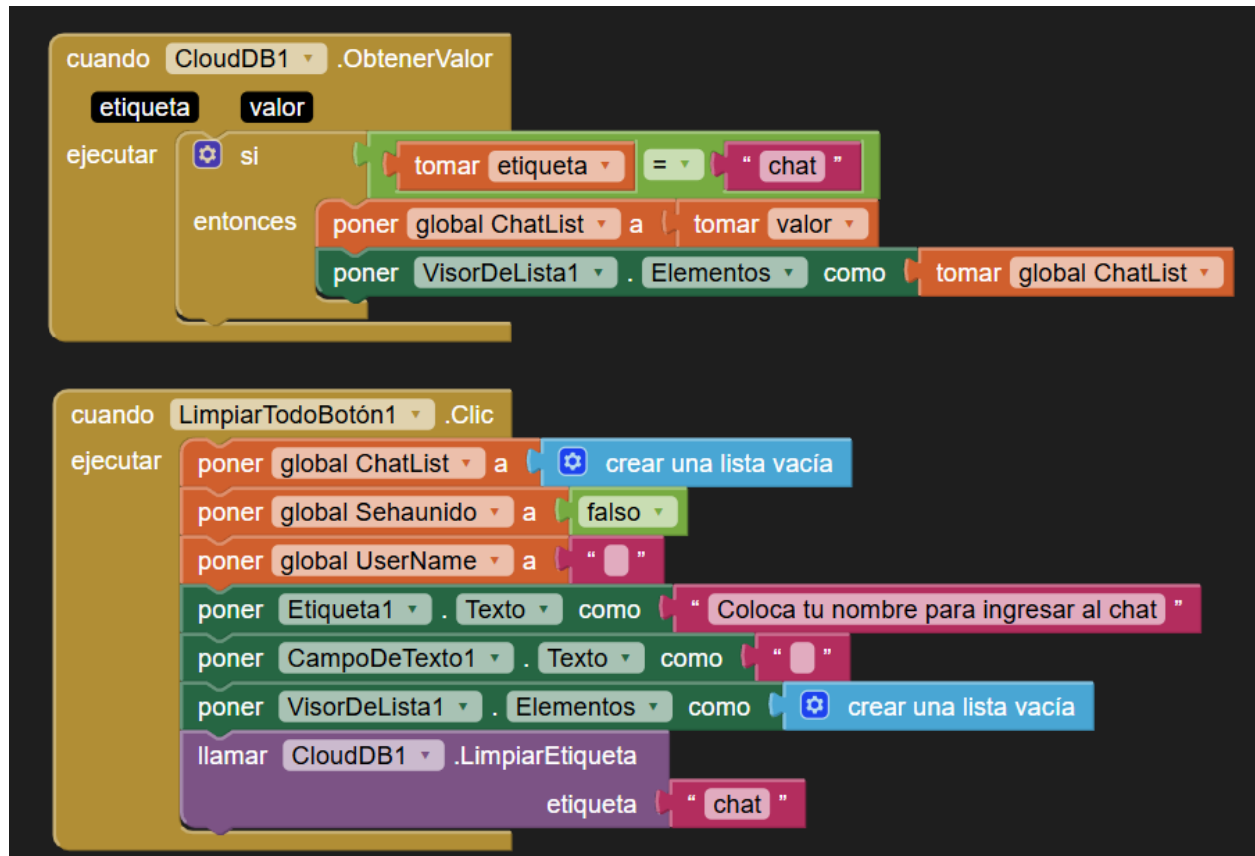 cuando CloudDB1 .ObtenerValor
etiqueta valor
ejecutar si tomar etiqueta = " chat "
entonces poner global ChatList a tomar valor
poner VisorDeLista1 . Elementos como tomar global ChatList
cuando LimpiarTodoBotón1 .Clic
ejecutar poner global ChatList a crear una lista vacía
poner global Sehaunido a falso
poner global UserName a " "
poner Etiqueta1 . Texto como " Coloca tu nombre para ingresar al chat "
poner CampoDeTexto1 . Texto como " "
poner VisorDeLista1 . Elementos como crear una lista vacía
llamar CloudDB1 .LimpiarEtiqueta
etiqueta " chat "